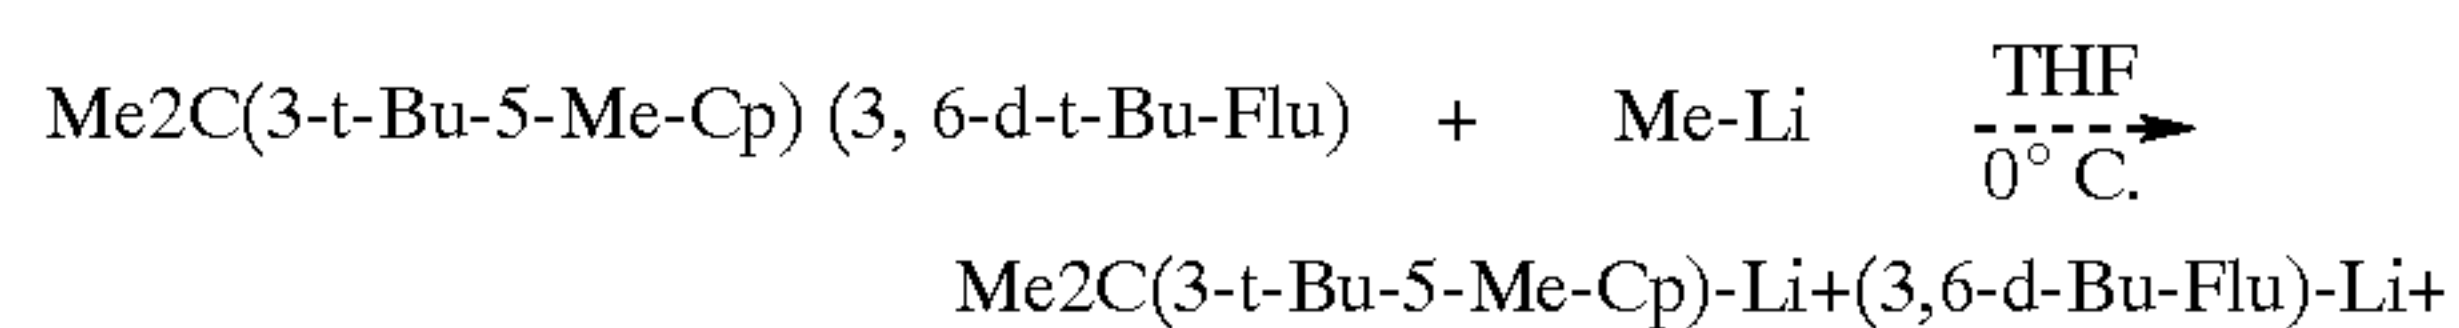 Me2C(3-t-Bu-5-Me-Cp) (3, 6-d-t-Bu-Flu) + Me-Li THF
0° C.
Me2C(3-t-Bu-5-Me-Cp)-Li+(3,6-d-Bu-Flu)-Li+